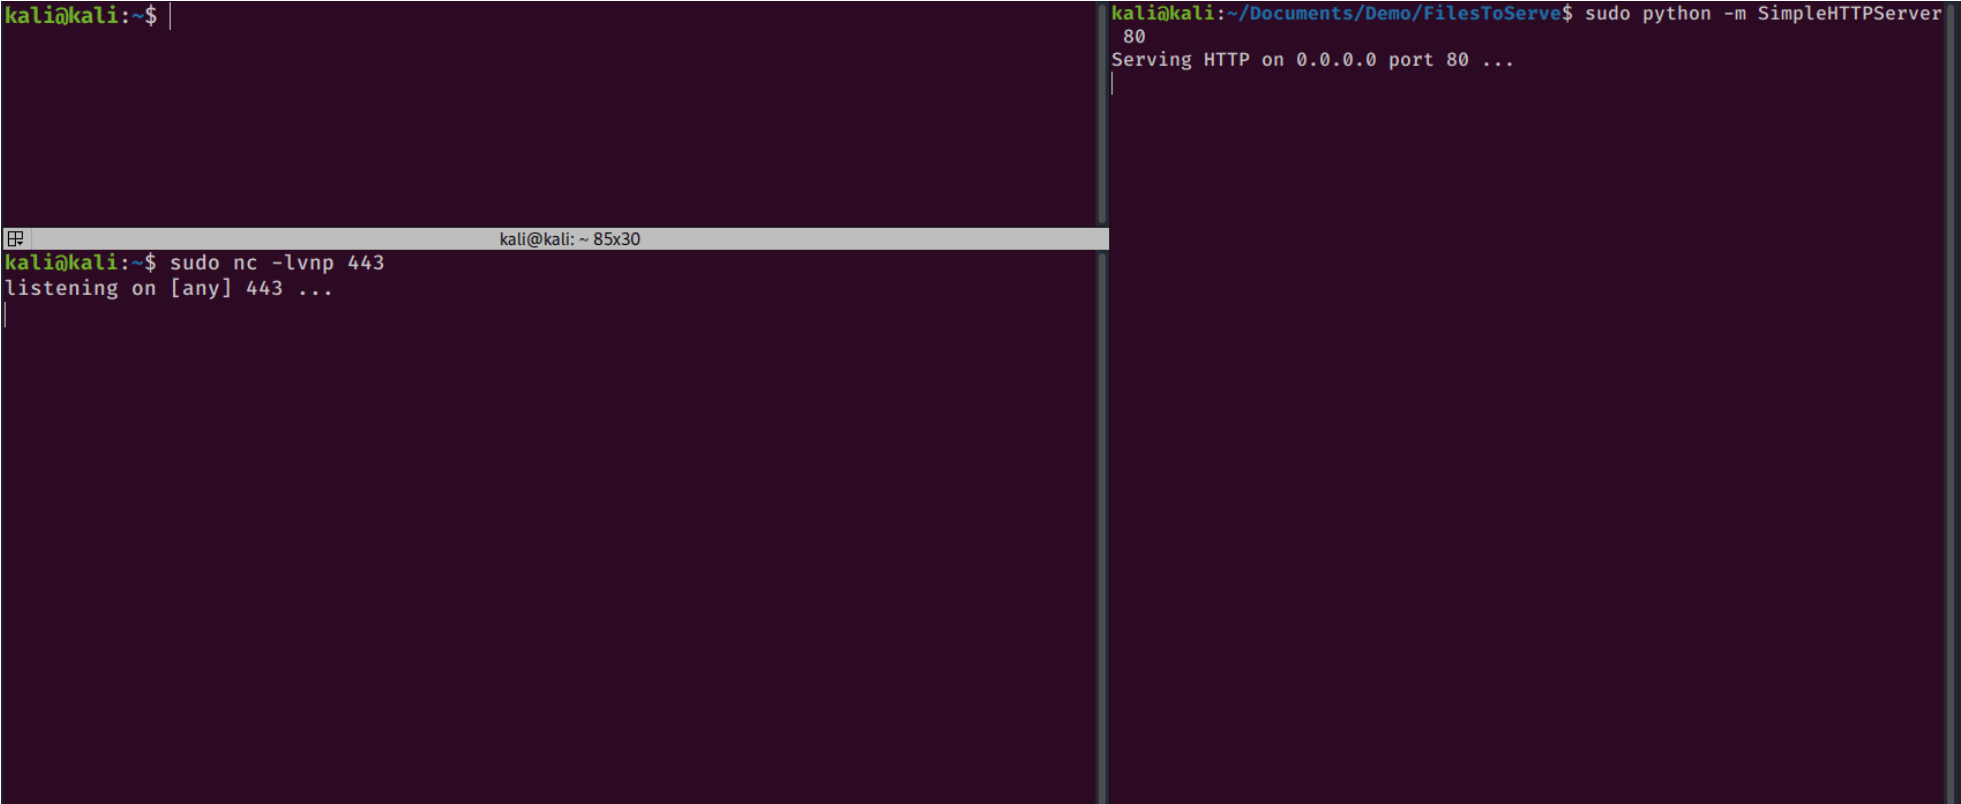 kali@kali:~$
kali@kali: ~ 85x30
kali@kali:~$ sudo nc -lvnp 443
listening on [any] 443 ...
kali@kali:~/Documents/Demo/FilesToServe$ sudo python -m SimpleHTTPServer
80
Serving HTTP on 0.0.0.0 port 80 ...